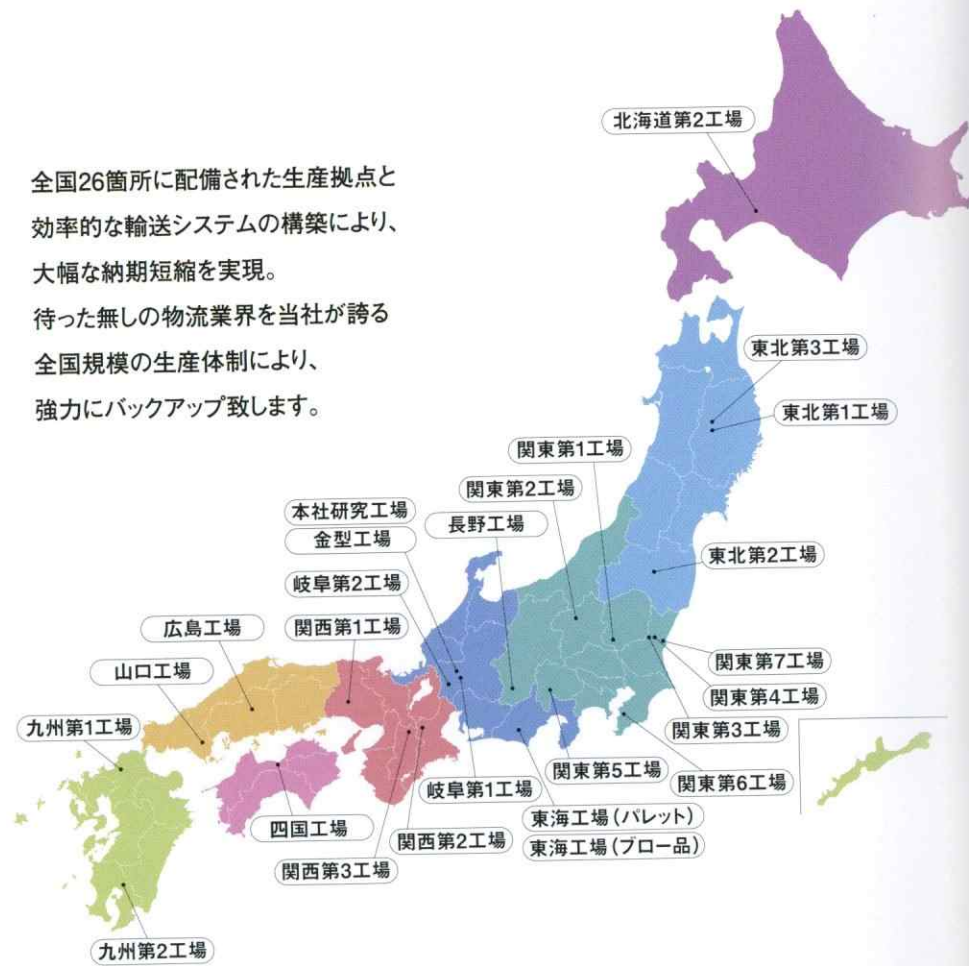 全国26箇所に配備された生産拠点と
効率的な輸送システムの構築により、
大幅な納期短縮を実現。
待った無しの物流業界を当社が誇る
全国規模の生産体制により、
強力にバックアップ致します。
北海道第2工場
東北第3工場
東北第1工場
関東第1工場
関東第2工場
本社研究工場
長野工場
金型工場
東北第2工場
岐阜第2工場
広島工場
関西第1工場
関東第7工場
山口工場
関東第4工場
九州第1工場
関東第3工場
関東第5工場
関東第6工場
岐阜第1工場
東海工場(パレット)
四国工場
関西第2工場
東海工場(ブロー品)
関西第3工場
九州第2工場